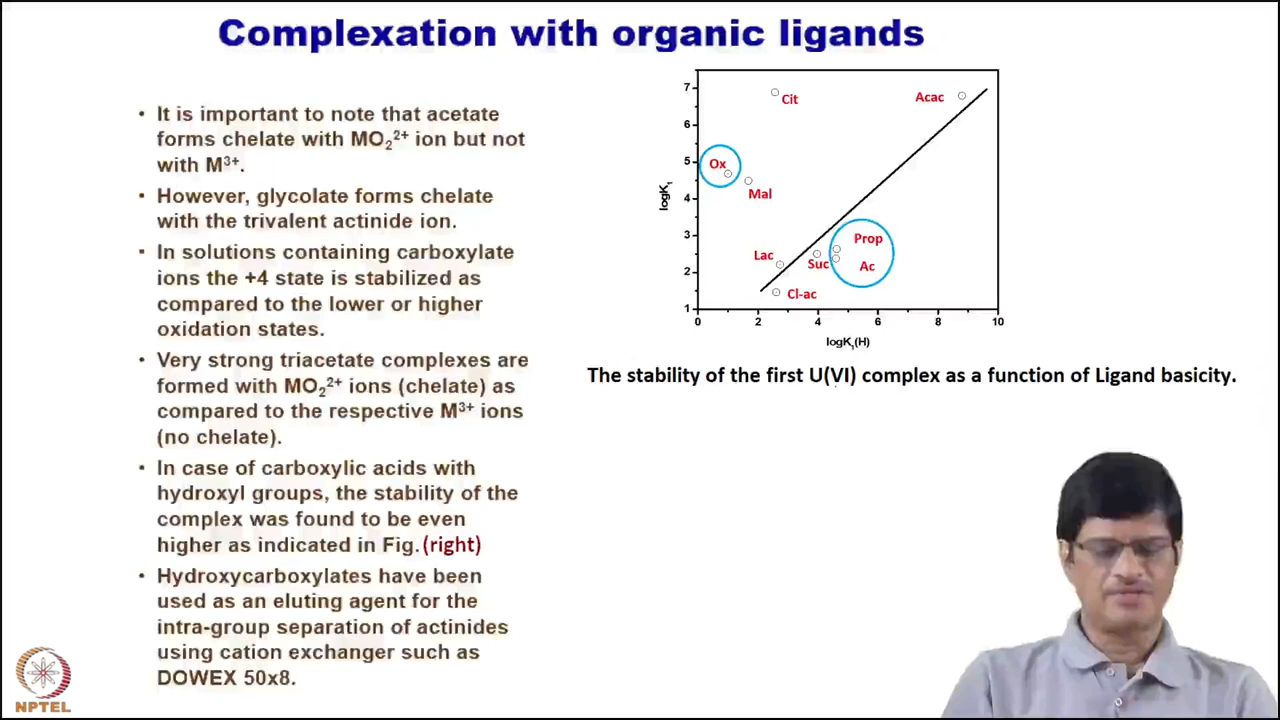 Complexation with organic ligands
• It is important to note that acetate
forms chelate with MO₂²⁺ ion but not
with M³⁺.
• However, glycolate forms chelate
with the trivalent actinide ion.
• In solutions containing carboxylate
ions the +4 state is stabilized as
compared to the lower or higher
oxidation states.
• Very strong triacetate complexes are
formed with MO₂²⁺ ions (chelate) as
compared to the respective M³⁺ ions
(no chelate).
• In case of carboxylic acids with
hydroxyl groups, the stability of the
complex was found to be even
higher as indicated in Fig. (right)
• Hydroxycarboxylates have been
used as an eluting agent for the
intra-group separation of actinides
using cation exchanger such as
DOWEX 50x8.
7
6
5
4
3
2
1
logK₁
Cit
Acac
Ox
Mal
Prop
Lac
Suc
Ac
Cl-ac
0 2 4 6 8 10
logK₁(H)
The stability of the first U(VI) complex as a function of Ligand basicity.
NPTEL